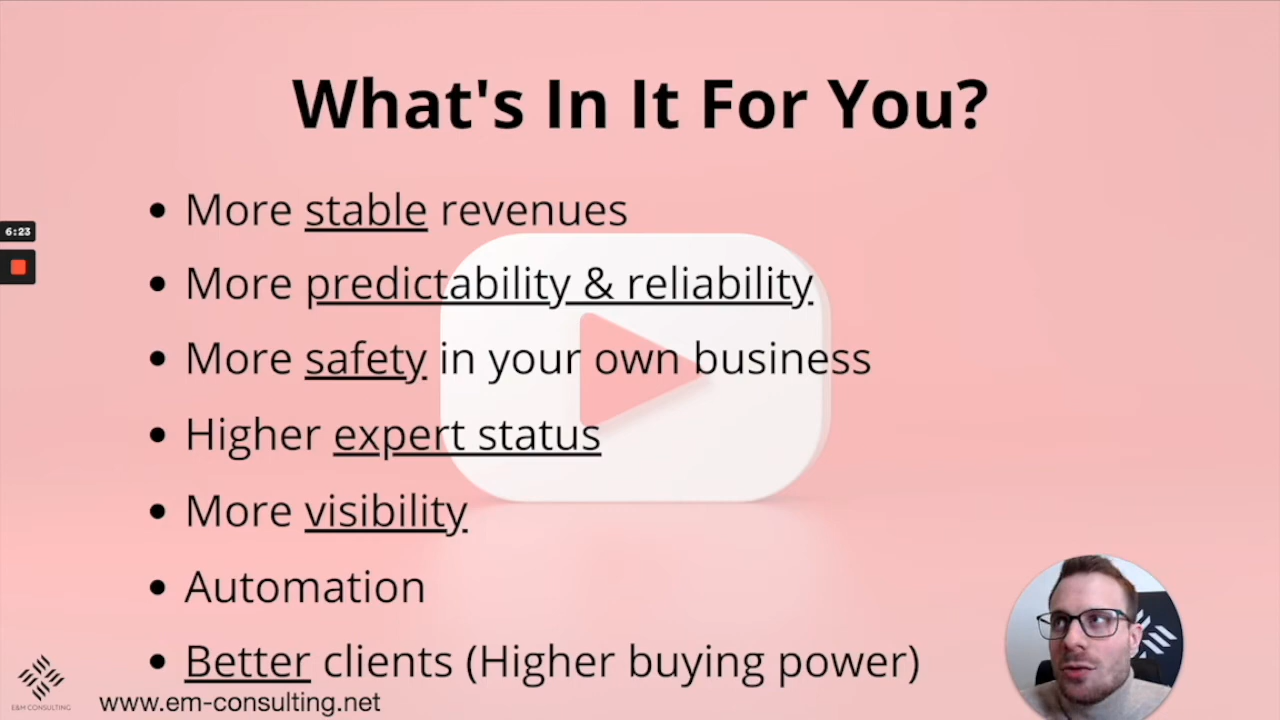 What's In It For You?
• More stable revenues
• More predictability & reliability
6:23
• More safety in your own business
• Higher expert status
• More visibility
• Automation
• Better clients (Higher buying power)
E&M CONSULTING
www.em-consulting.net